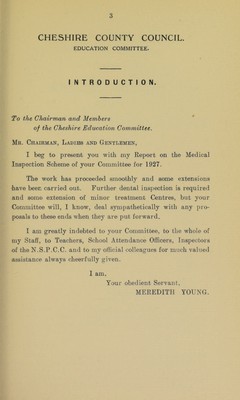 3
CHESHIRE COUNTY COUNCIL.
EDUCATION COMMITTEE.
INTRODUCTION.
To the Chairman and Members
of the Cheshire Education Committee.
MR. CHAIRMAN, LADIES AND GENTLEMEN,
I beg to present you with my Report on the Medical
Inspection Scheme of your Committee for 1927.
The work has proceeded smoothly and some extensions
have been carried out. Further dental inspection is required
and some extension of minor treatment Centres, but your
Committee will, I know, deal sympathetically with any pro-
posals to these ends when they are put forward.
I am greatly indebted to your Committee, to the whole of
my Staff, to Teachers, School Attendance Officers, Inspectors
of the N.S.P.C.C. and to my official colleagues for much valued
assistance always cheerfully given.
I am,
Your obedient Servant,
MEREDITH YOUNG.